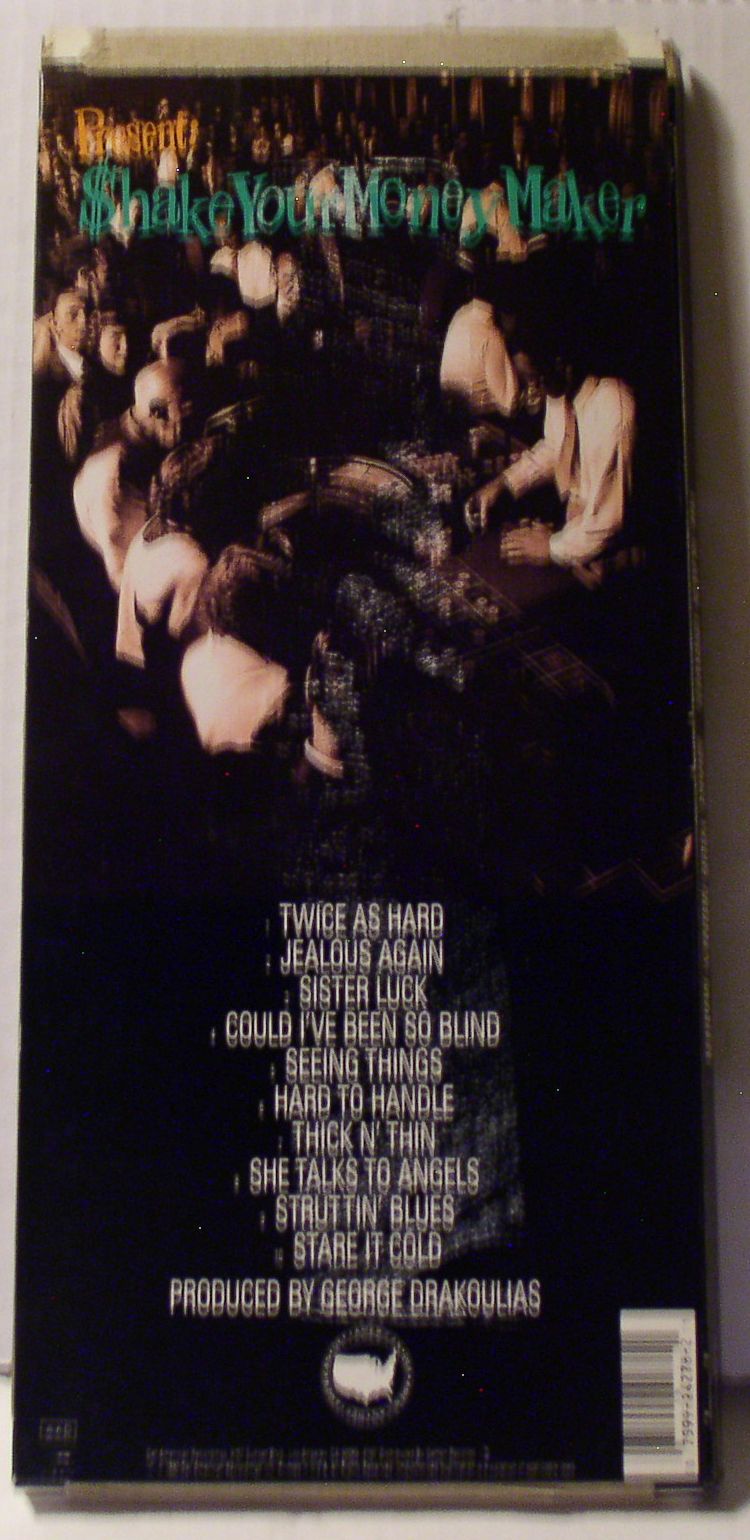 Present:
$hake Your Money Maker
TWICE AS HARD
JEALOUS AGAIN
SISTER LUCK
COULD I'VE BEEN SO BLIND
SEEING THINGS
HARD TO HANDLE
THICK N' THIN
SHE TALKS TO ANGELS
STRUTTIN' BLUES
STARE IT COLD
PRODUCED BY GEORGE DRAKOULIAS